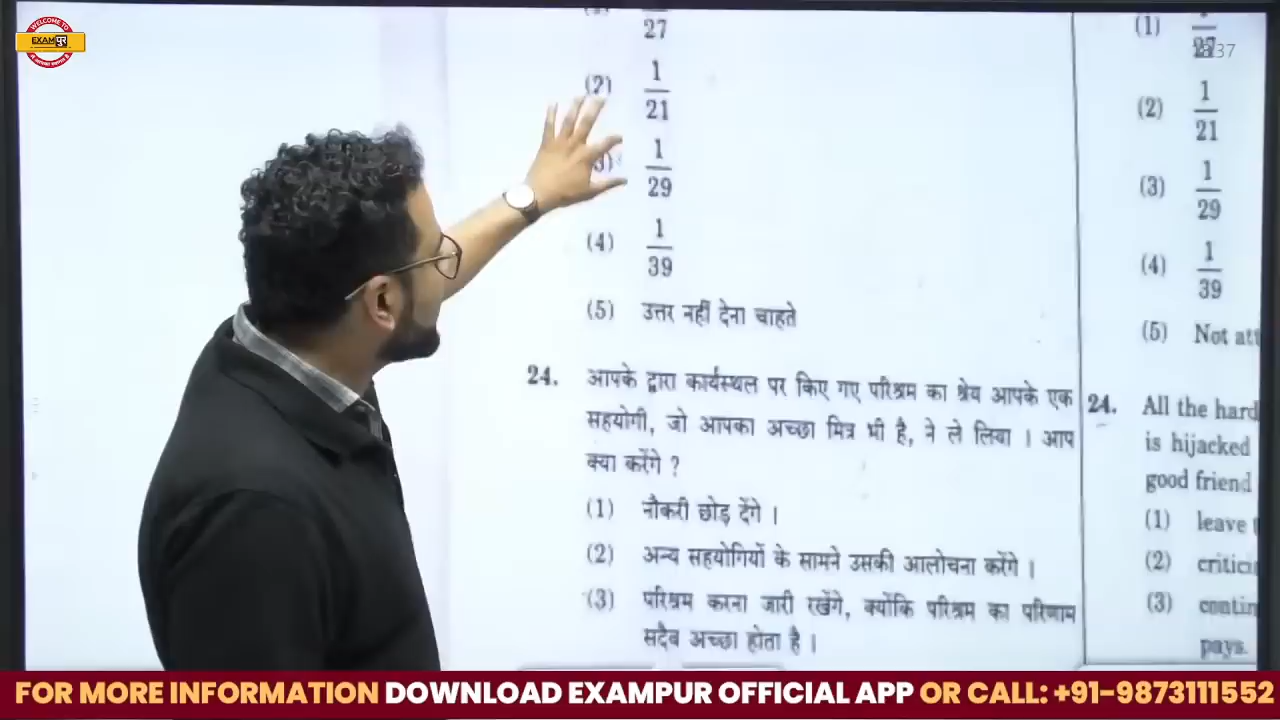 WELCOME TO
EXAMपुर
27
(2) 1
21
1
29
(4) 1
39
(5) उत्तर नहीं देना चाहते
24. आपके द्वारा कार्यस्थल पर किए गए परिश्रम का श्रेय आपके एक
सहयोगी, जो आपका अच्छा मित्र भी है, ने ले लिया । आप
क्या करेंगे ?
(1) नौकरी छोड़ देंगे ।
(2) अन्य सहयोगियों के सामने उसकी आलोचना करेंगे ।
(3) परिश्रम करना जारी रखेंगे, क्योंकि परिश्रम का परिणाम
सदैव अच्छा होता है ।
(1)
27
(2) 1
21
(3) 1
29
(4) 1
39
(5) Not
24. All the hard
is hijacked
good friend
(1) leave
(2)
(3)
pays.
FOR MORE INFORMATION DOWNLOAD EXAMPUR OFFICIAL APP OR CALL: +91-9873111552